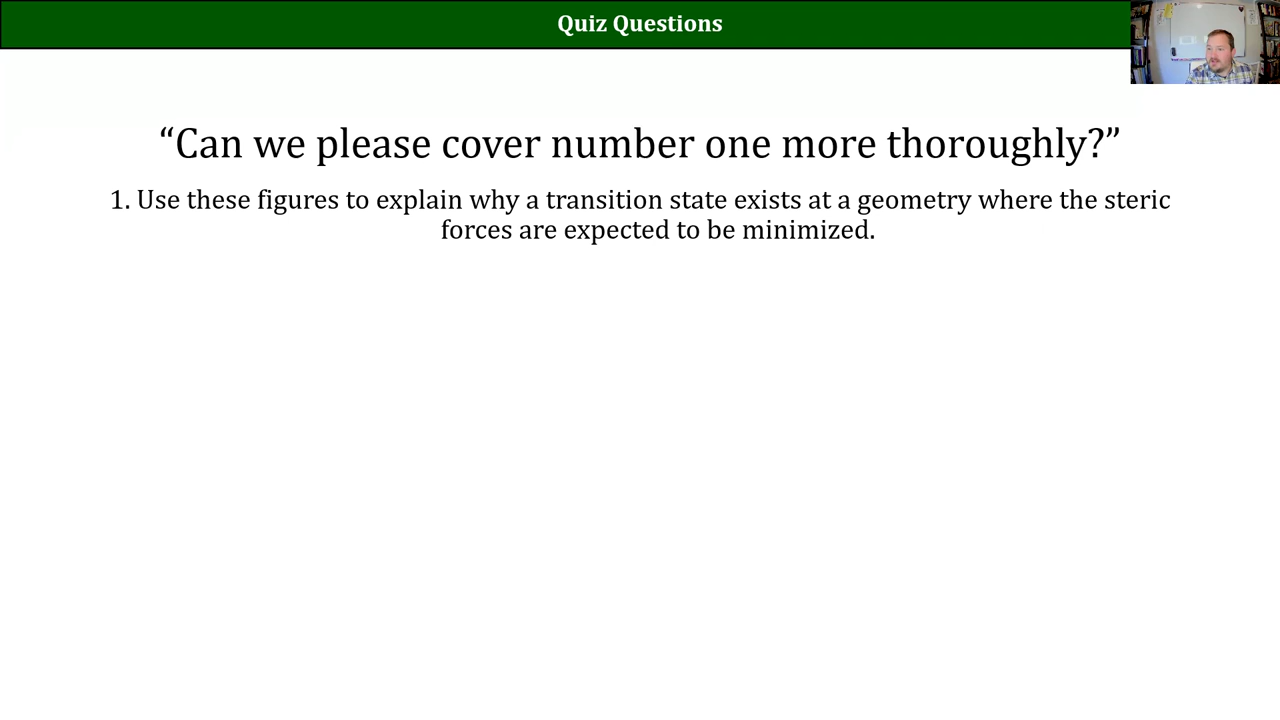 Quiz Questions
“Can we please cover number one more thoroughly?”
1. Use these figures to explain why a transition state exists at a geometry where the steric
forces are expected to be minimized.